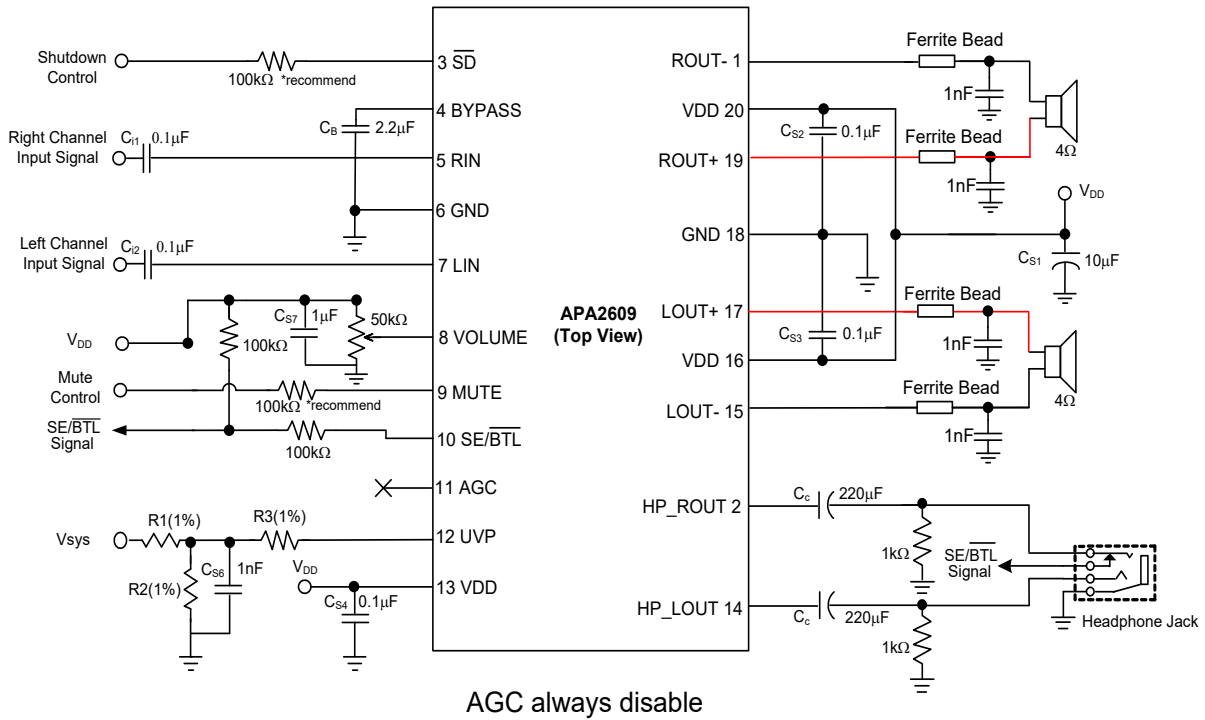 Shutdown
Control
100kΩ *recommend
3 SD
4 BYPASS
CB 2.2μF
Right Channel
Input Signal
Ci1 0.1μF
5 RIN
6 GND
Left Channel
Input Signal
Ci2 0.1μF
7 LIN
VDD
100kΩ
CS7 1μF
50kΩ
8 VOLUME
Mute
Control
100kΩ *recommend
9 MUTE
SE/BTL
Signal
100kΩ
10 SE/BTL
11 AGC
Vsys
R1(1%)
R3(1%)
12 UVP
R2(1%)
CS6 1nF
VDD
13 VDD
CS4 0.1μF
APA2609
(Top View)
ROUT- 1
Ferrite Bead
1nF
VDD 20
CS2 0.1μF
ROUT+ 19
Ferrite Bead
1nF
4Ω
VDD
GND 18
CS1 10μF
LOUT+ 17
Ferrite Bead
1nF
CS3 0.1μF
VDD 16
LOUT- 15
Ferrite Bead
1nF
4Ω
HP_ROUT 2
Cc 220μF
1kΩ
SE/BTL
Signal
HP_LOUT 14
Cc 220μF
1kΩ
Headphone Jack
AGC always disable